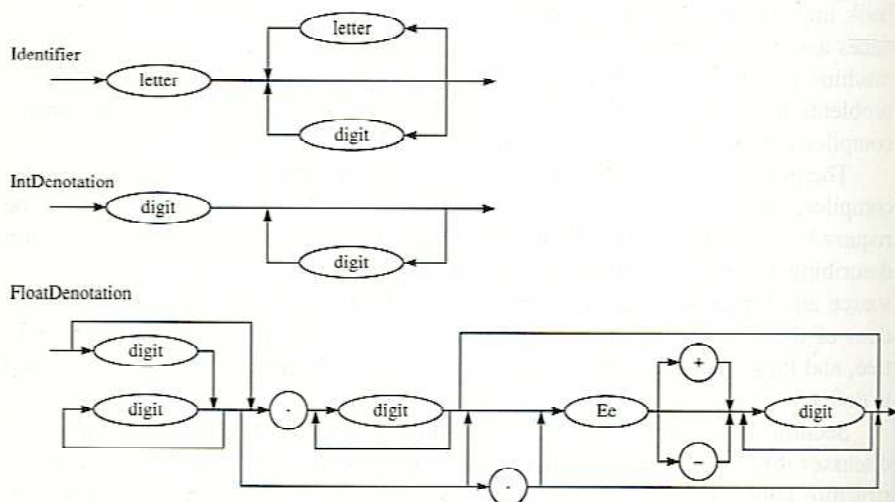 letter
Identifier
letter
digit
IntDenotation
digit
digit
FloatDenotation
digit
+
digit
.
digit
Ee
digit
−
.